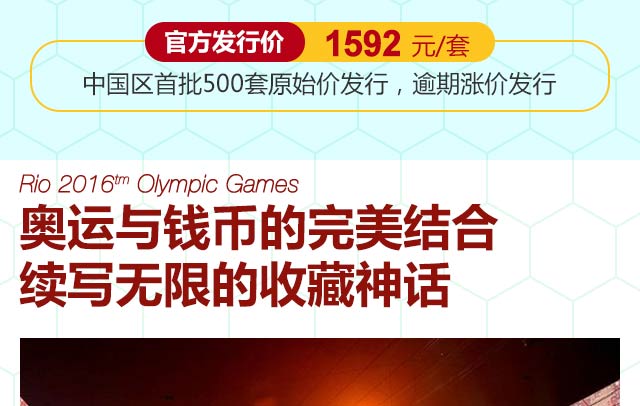 官方发行价 1592 元/套
中国区首批500套原始价发行，逾期涨价发行
Rio 2016tm Olympic Games
奥运与钱币的完美结合
续写无限的收藏神话